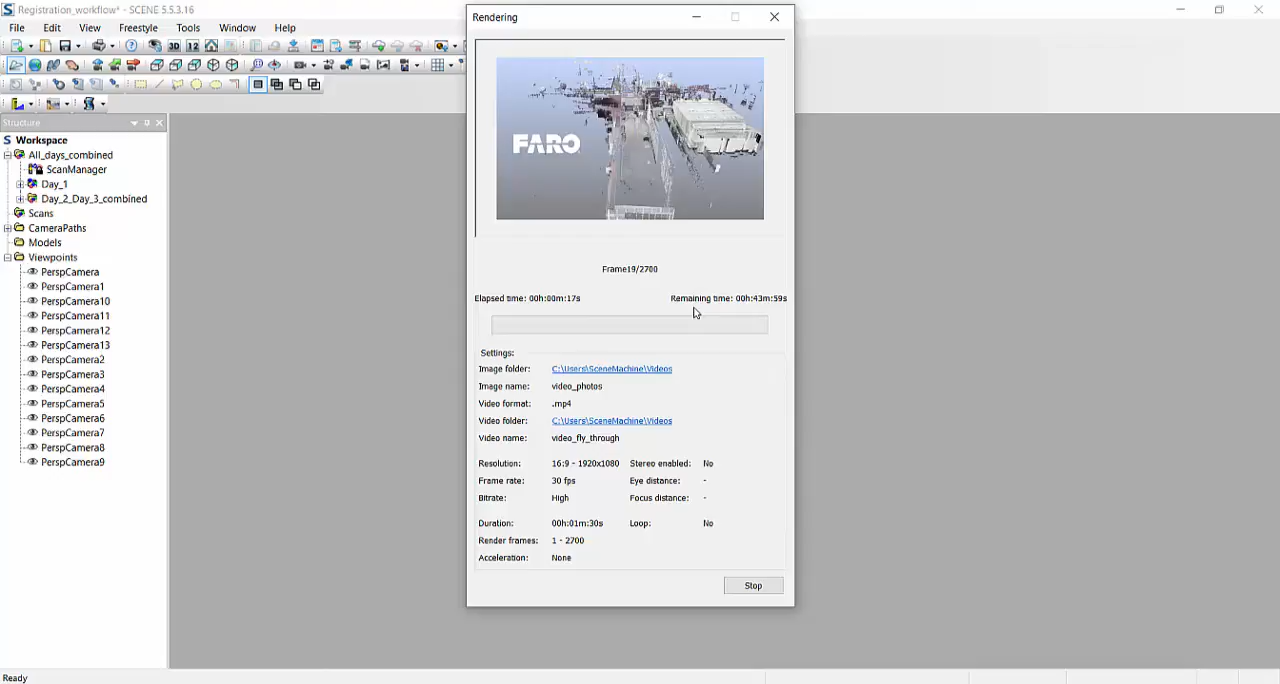 Registration_workflow* - SCENE 5.5.3.16
File Edit View Freestyle Tools Window Help
Structure
Workspace
All_days_combined
ScanManager
Day_1
Day_2_Day_3_combined
Scans
CameraPaths
Models
Viewpoints
PerspCamera
PerspCamera1
PerspCamera10
PerspCamera11
PerspCamera12
PerspCamera13
PerspCamera2
PerspCamera3
PerspCamera4
PerspCamera5
PerspCamera6
PerspCamera7
PerspCamera8
PerspCamera9
Ready
Rendering
FARO
Frame19/2700
Elapsed time: 00h:00m:17s Remaining time: 00h:43m:59s
Settings:
Image folder: C:\Users\SceneMachine\Videos
Image name: video_photos
Video format: .mp4
Video folder: C:\Users\SceneMachine\Videos
Video name: video_fly_through
Resolution: 16:9 - 1920x1080 Stereo enabled: No
Frame rate: 30 fps Eye distance: -
Bitrate: High Focus distance: -
Duration: 00h:01m:30s Loop: No
Render frames: 1 - 2700
Acceleration: None
Stop